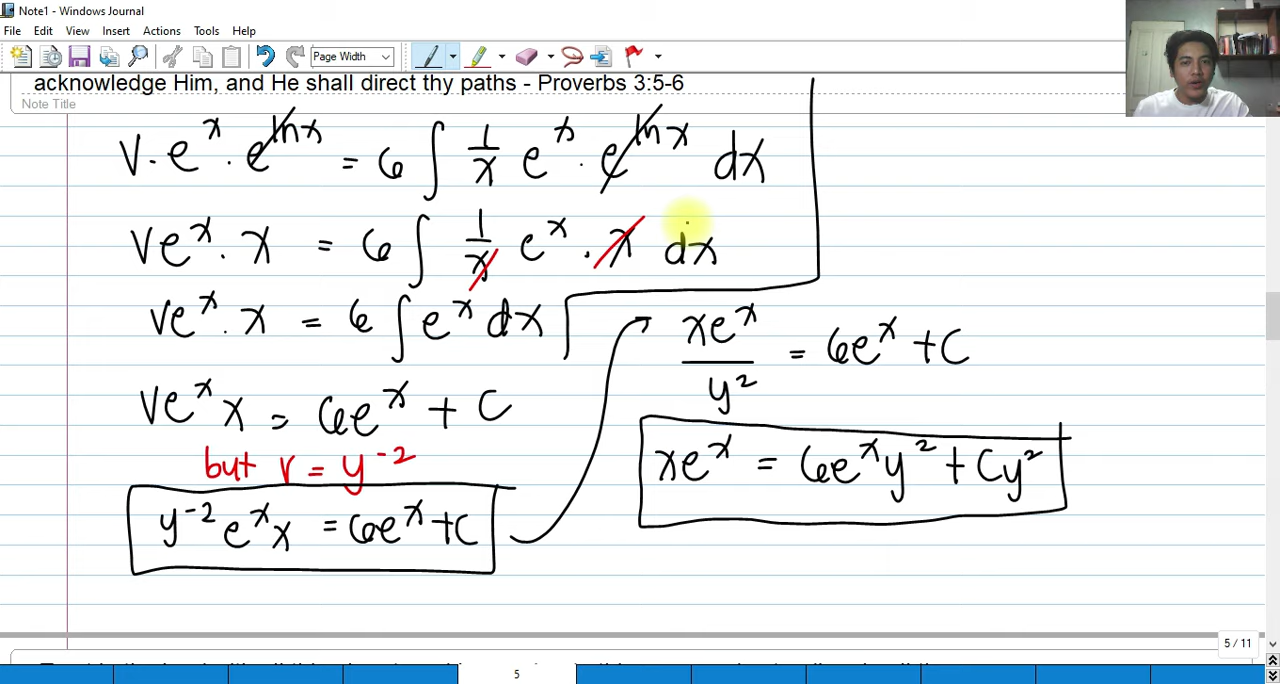 Note1 - Windows Journal
File Edit View Insert Actions Tools Help
Page Width
acknowledge Him, and He shall direct thy paths - Proverbs 3:5-6
Note Title
v · e^x · e^{ln x} = 6 ∫ 1/x e^x · e^{ln x} dx
ve^x · x = 6 ∫ 1/x e^x · x dx
ve^x · x = 6 ∫ e^x dx
ve^x x = 6e^x + C
but v = y^{-2}
y^{-2} e^x x = 6e^x + C
xe^x / y^2 = 6e^x + C
xe^x = 6e^x y^2 + Cy^2
5 / 11
5